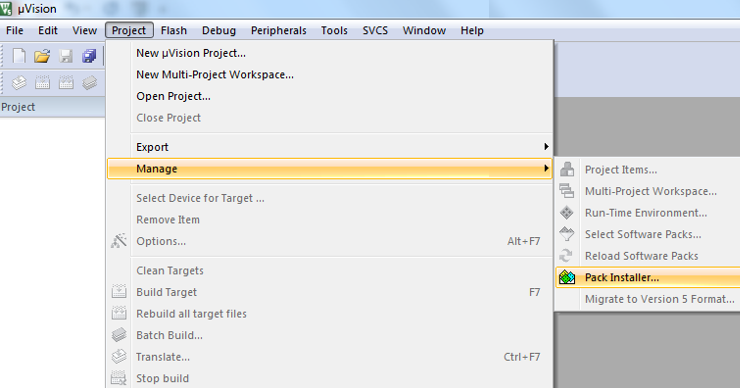 µVision
File Edit View Project Flash Debug Peripherals Tools SVCS Window Help
Project
New µVision Project...
New Multi-Project Workspace...
Open Project...
Close Project
Export
Manage
Select Device for Target ...
Remove Item
Options... Alt+F7
Clean Targets
Build Target F7
Rebuild all target files
Batch Build...
Translate... Ctrl+F7
Stop build
Project Items...
Multi-Project Workspace...
Run-Time Environment...
Select Software Packs...
Reload Software Packs
Pack Installer...
Migrate to Version 5 Format...